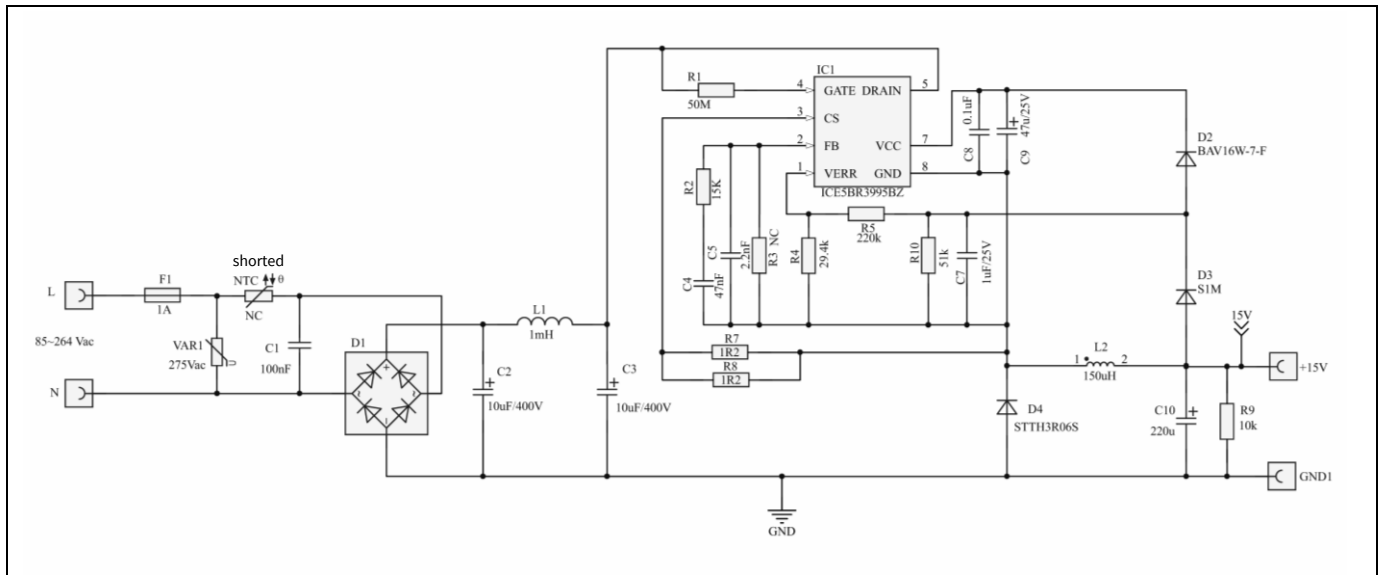 IC1
R1
50M
4
GATE DRAIN
5
3
CS
2
FB
VCC
7
1
VERR
GND
8
ICE5BR3995BZ
0.1uF
C8
47u/25V
C9
D2
BAV16W-7-F
R2
15K
C5
2.2nF
R3 NC
C4
47nF
R4
29.4k
R5
220k
R10
51k
C7
1uF/25V
D3
S1M
shorted
L
F1
1A
NTC
θ
NC
85~264 Vac
VAR1
275Vac
C1
100nF
N
D1
+
~
~
-
L1
1mH
C2
+
10uF/400V
C3
+
10uF/400V
R7
1R2
R8
1R2
1
L2
2
150uH
15V
+15V
D4
STTH3R06S
C10
+
220u
R9
10k
GND1
GND